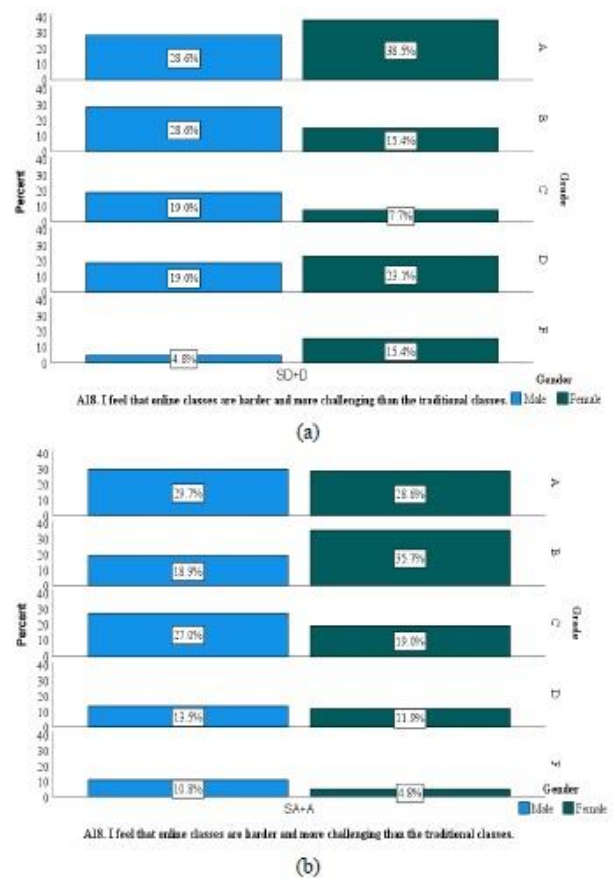 40
30
20
10
0
28.6%
38.5%
A
40
30
20
10
0
28.6%
15.4%
B
Percent
40
30
20
10
0
19.0%
7.7%
C
Grade
40
30
20
10
0
19.0%
23.1%
D
40
30
20
10
0
4.8%
15.4%
F
SD+D
Gender
A18. I feel that online classes are harder and more challenging than the traditional classes.
Male Female
(a)
40
30
20
10
0
29.7%
28.6%
A
40
30
20
10
0
18.9%
35.7%
B
Percent
40
30
20
10
0
27.0%
19.0%
C
Grade
40
30
20
10
0
13.5%
11.9%
D
40
30
20
10
0
10.8%
4.8%
F
Gender
SA+A
Male Female
A18. I feel that online classes are harder and more challenging than the traditional classes.
(b)